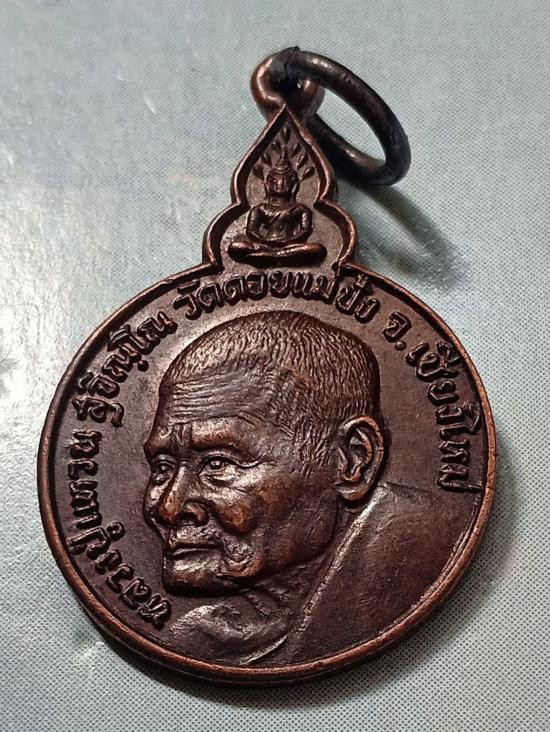 หลวงปู่แหวน สุจิณฺโณ วัดดอยแม่ปั๋ง จ.เชียงใหม่